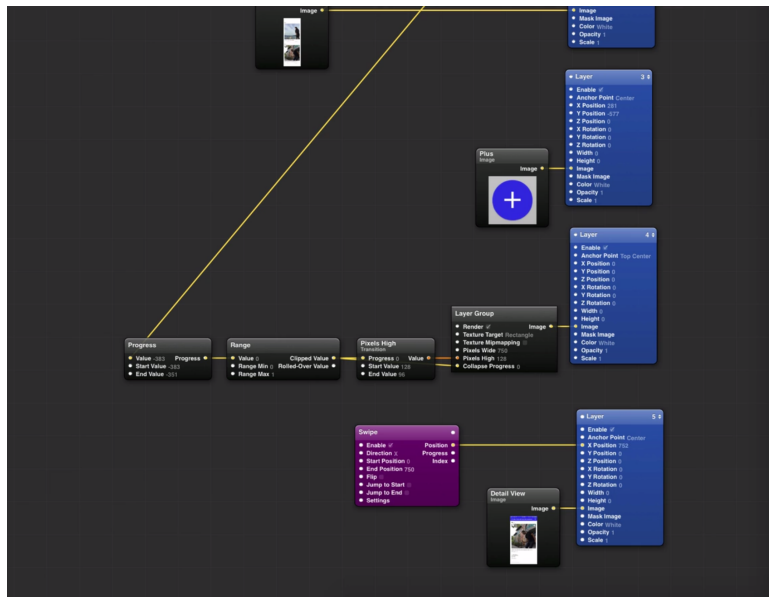 Image
Image
Mask Image
Color White
Opacity 1
Scale 1
Layer 3
Enable
Anchor Point Center
X Position 281
Y Position -577
Z Position 0
X Rotation 0
Y Rotation 0
Z Rotation 0
Width 0
Height 0
Image
Mask Image
Color White
Opacity 1
Scale 1
Plus
Image
Image
Layer 4
Enable
Anchor Point Top Center
X Position 0
Y Position 0
Z Position 0
X Rotation 0
Y Rotation 0
Z Rotation 0
Width 0
Height 0
Image
Mask Image
Color White
Opacity 1
Scale 1
Layer Group
Render Image
Texture Target Rectangle
Texture Mipmapping
Pixels Wide 750
Pixels High 128
Collapse Progress 0
Progress
Value -383 Progress
Start Value -383
End Value -351
Range
Value 0 Clipped Value
Range Min 0 Rolled-Over Value
Range Max 1
Pixels High
Transition
Progress 0 Value
Start Value 128
End Value 96
Swipe
Enable Position
Direction X Progress
Start Position 0 Index
End Position 750
Flip
Jump to Start
Jump to End
Settings
Detail View
Image
Image
Layer 5
Enable
Anchor Point Center
X Position 750
Y Position 0
Z Position 0
X Rotation 0
Y Rotation 0
Z Rotation 0
Width 0
Height 0
Image
Mask Image
Color White
Opacity 1
Scale 1